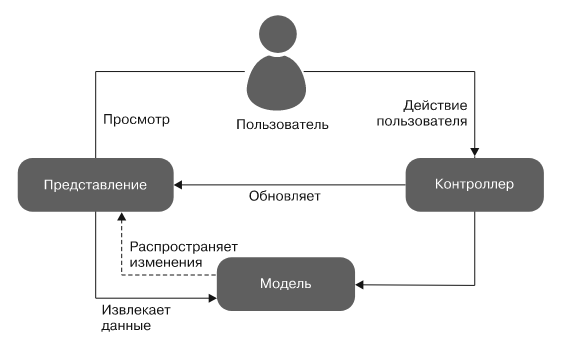 Просмотр
Действие
пользователя
Пользователь
Представление
Контроллер
Обновляет
Распространяет
изменения
Модель
Извлекает
данные